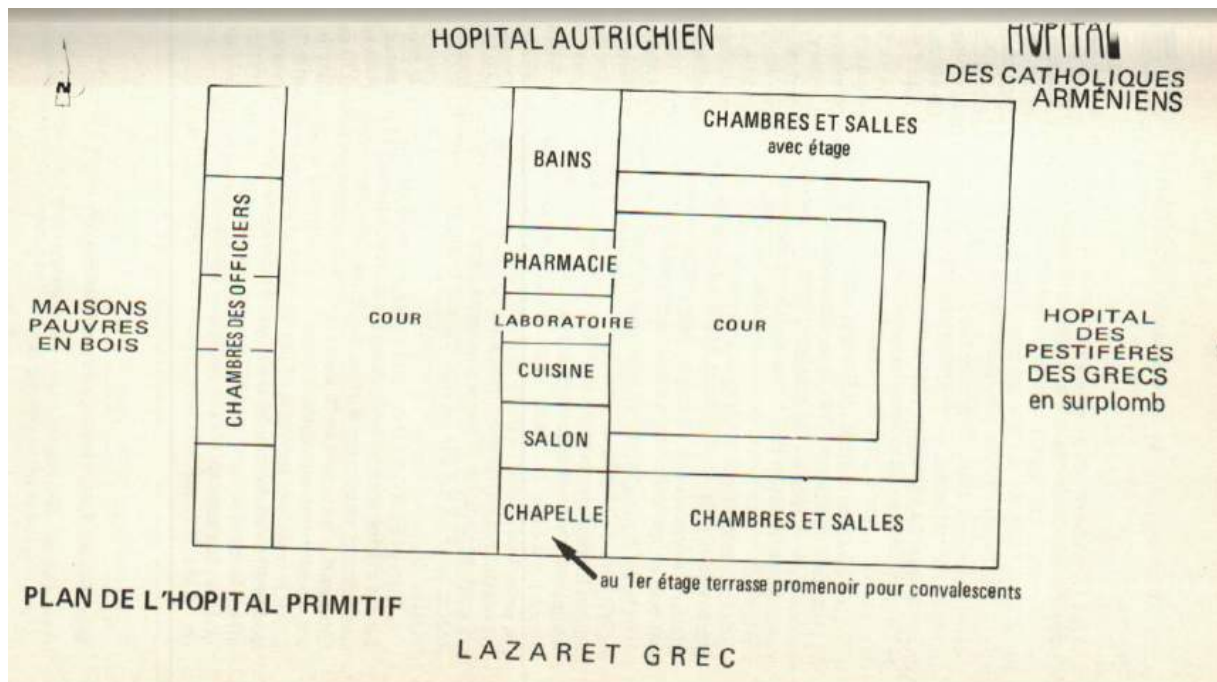 HOPITAL AUTRICHIEN
HOPITAL
DES CATHOLIQUES
ARMÉNIENS
N
CHAMBRES ET SALLES
avec étage
BAINS
PHARMACIE
CHAMBRES DES OFFICIERS
MAISONS
PAUVRES
EN BOIS
COUR
LABORATOIRE
COUR
HOPITAL
DES
PESTIFÉRÉS
DES GRECS
en surplomb
CUISINE
SALON
CHAPELLE
CHAMBRES ET SALLES
au 1er étage terrasse promenoir pour convalescents
PLAN DE L'HOPITAL PRIMITIF
LAZARET GREC